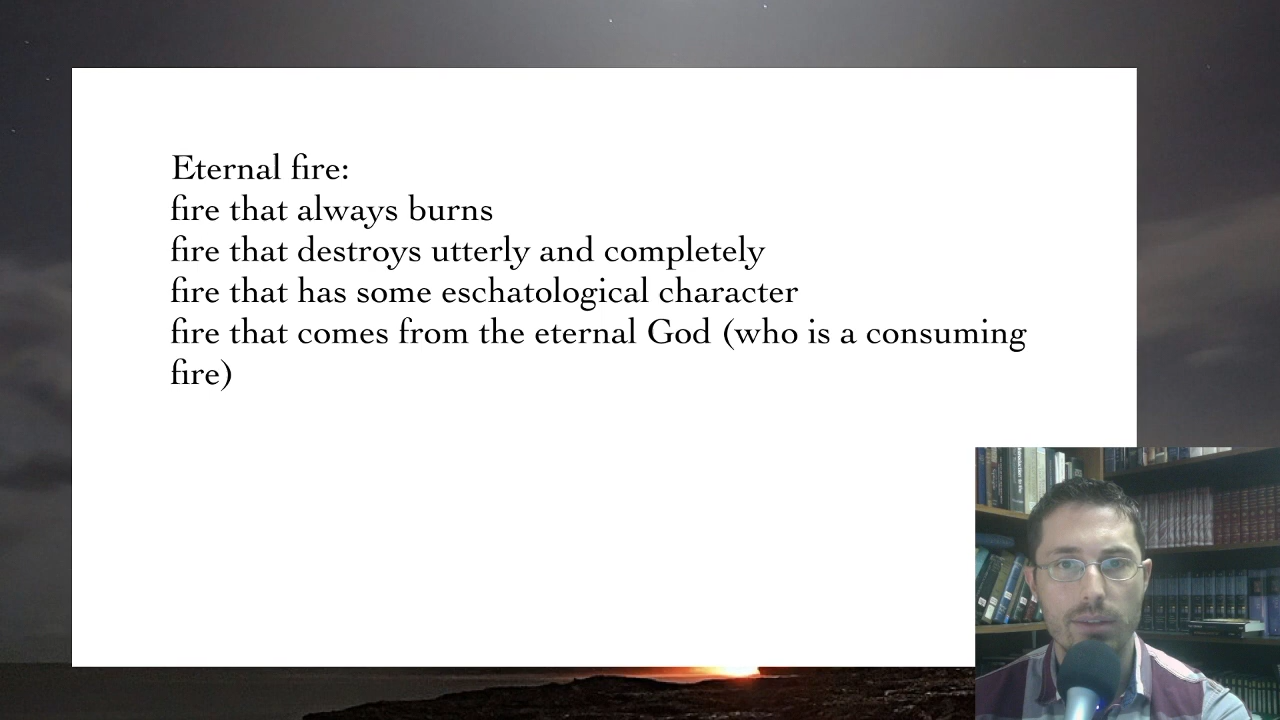 Eternal fire:
fire that always burns
fire that destroys utterly and completely
fire that has some eschatological character
fire that comes from the eternal God (who is a consuming
fire)